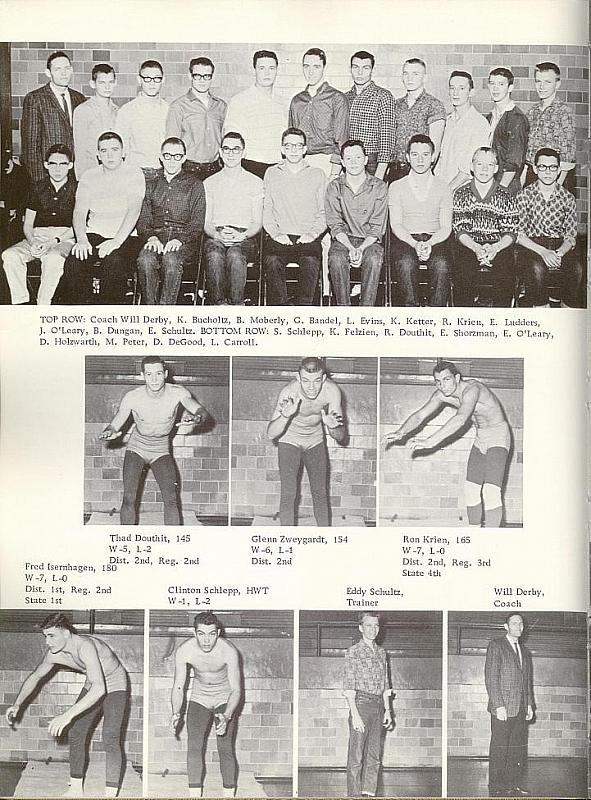 TOP ROW: Coach Will Derby, K. Bucholtz, B. Moberly, G. Bandel, L. Evins, K. Ketter, R. Krien, E. Ludders,
J. O'Leary, B. Dungan, E. Schultz. BOTTOM ROW: S. Schlepp, K. Felzien, R. Douthit, E. Shorzman, E. O'Leary,
D. Holzwarth, M. Peter, D. DeGood, L. Carroll.
Thad Douthit, 145
W-5, L-2
Dist. 2nd, Reg. 2nd
Glenn Zweygardt, 154
W-6, L-1
Dist. 2nd
Ron Krien, 165
W-7, L-0
Dist. 2nd, Reg. 3rd
State 4th
Fred Isernhagen, 180
W-7, L-0
Dist. 1st, Reg. 2nd
State 1st
Clinton Schlepp, HWT
W-1, L-2
Eddy Schultz,
Trainer
Will Derby,
Coach